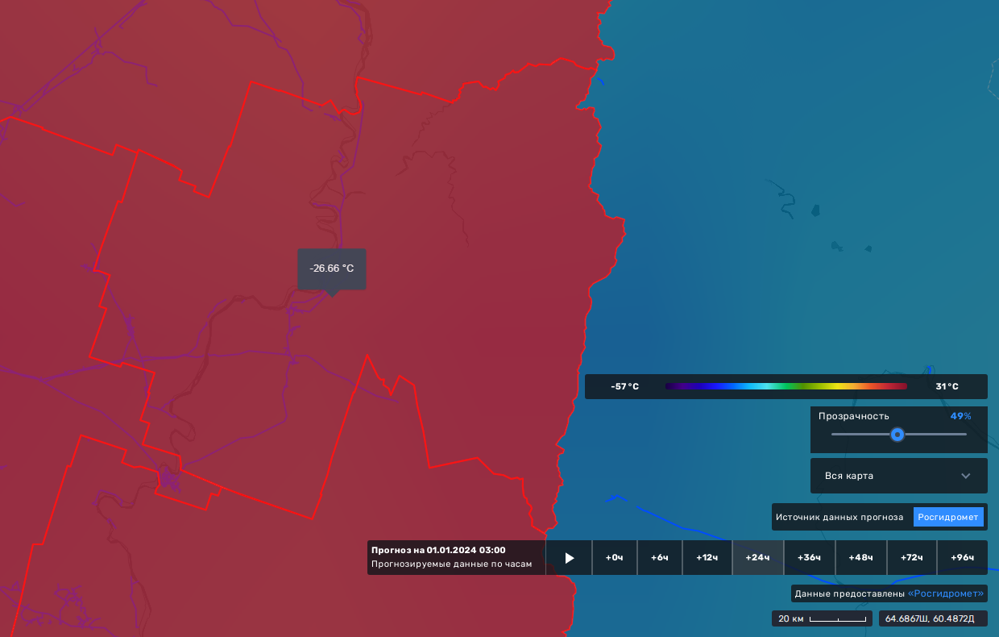 -26.66 °C
-57°C 31°C
Прозрачность 49%
Вся карта
Источник данных прогноза Росгидромет
Прогноз на 01.01.2024 03:00
Прогнозируемые данные по часам
+0ч +6ч +12ч +24ч +36ч +48ч +72ч +96ч
Данные предоставлены «Росгидромет»
20 км 64.6867Ш, 60.4872Д